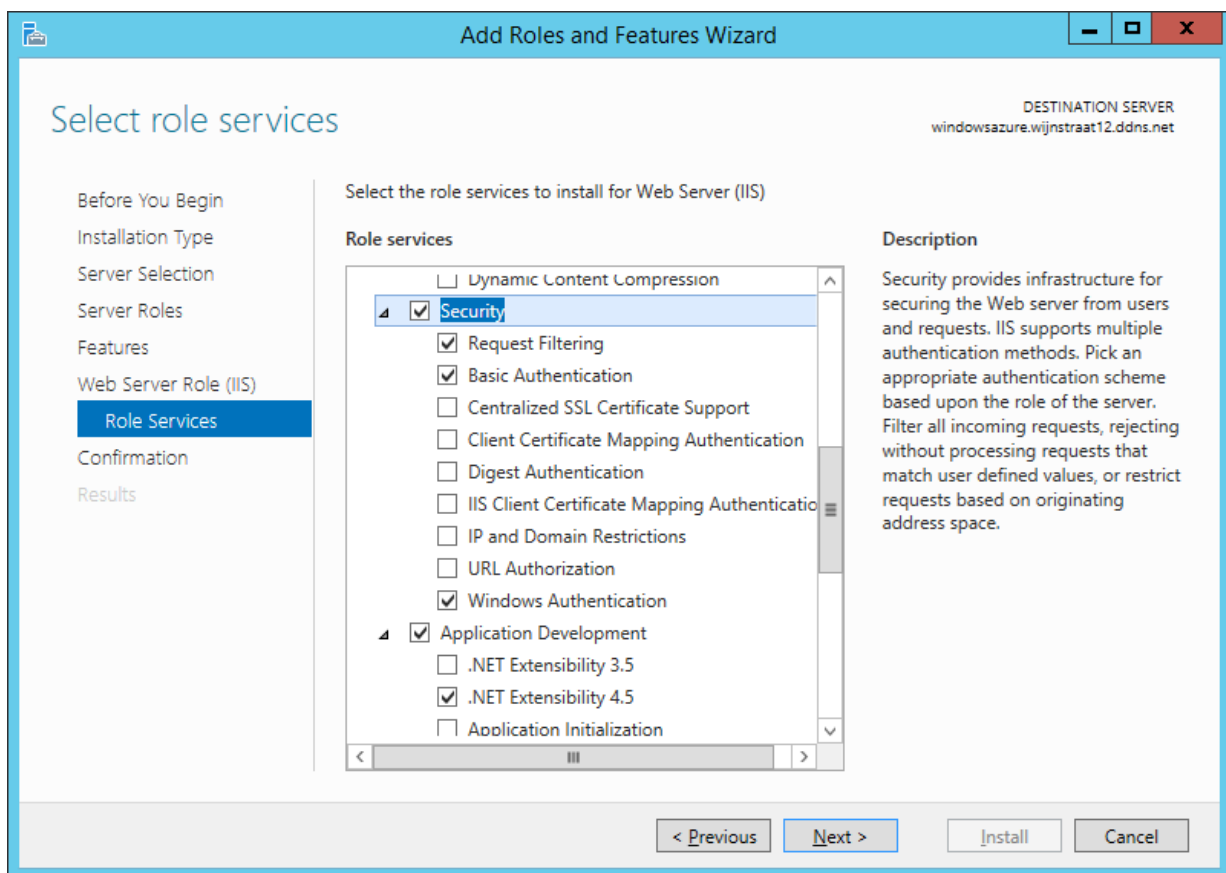 Add Roles and Features Wizard
Select role services
DESTINATION SERVER
windowsazure.wijnstraat12.ddns.net
Before You Begin
Installation Type
Server Selection
Server Roles
Features
Web Server Role (IIS)
Role Services
Confirmation
Results
Select the role services to install for Web Server (IIS)
Role services
Dynamic Content Compression
Security
Request Filtering
Basic Authentication
Centralized SSL Certificate Support
Client Certificate Mapping Authentication
Digest Authentication
IIS Client Certificate Mapping Authenticatio
IP and Domain Restrictions
URL Authorization
Windows Authentication
Application Development
.NET Extensibility 3.5
.NET Extensibility 4.5
Application Initialization
Description
Security provides infrastructure for
securing the Web server from users
and requests. IIS supports multiple
authentication methods. Pick an
appropriate authentication scheme
based upon the role of the server.
Filter all incoming requests, rejecting
without processing requests that
match user defined values, or restrict
requests based on originating
address space.
< Previous
Next >
Install
Cancel